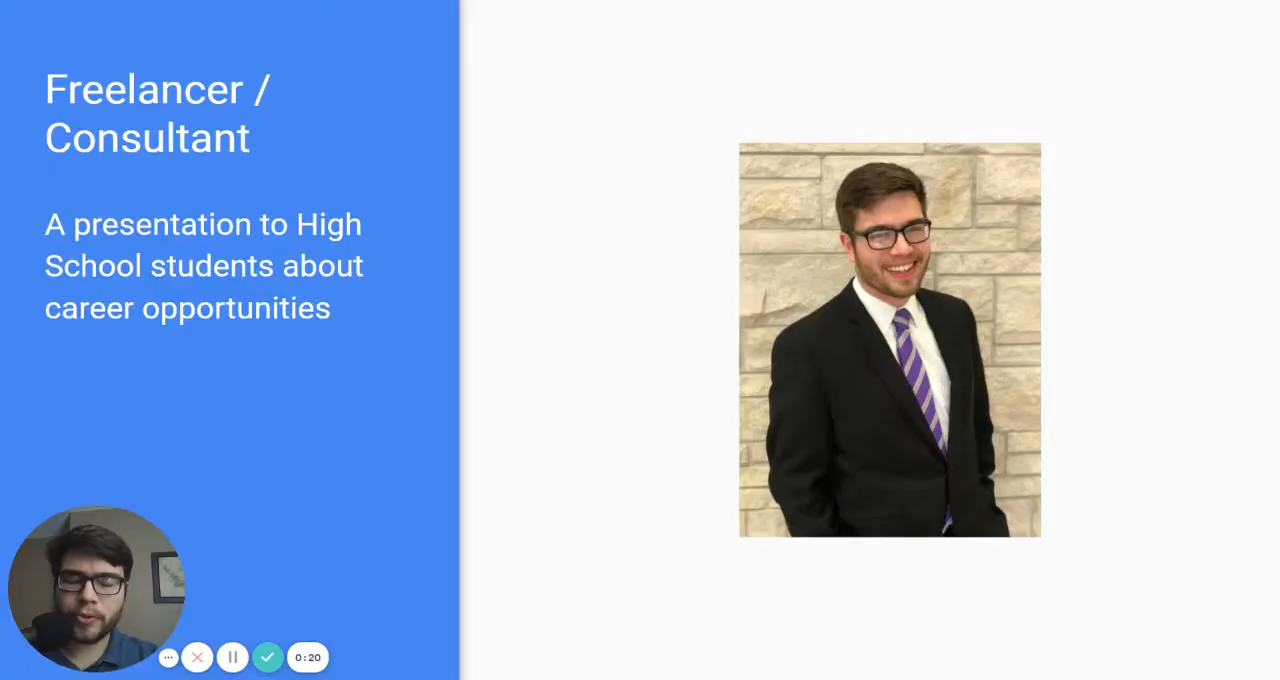 Freelancer /
Consultant
A presentation to High
School students about
career opportunities
0:20